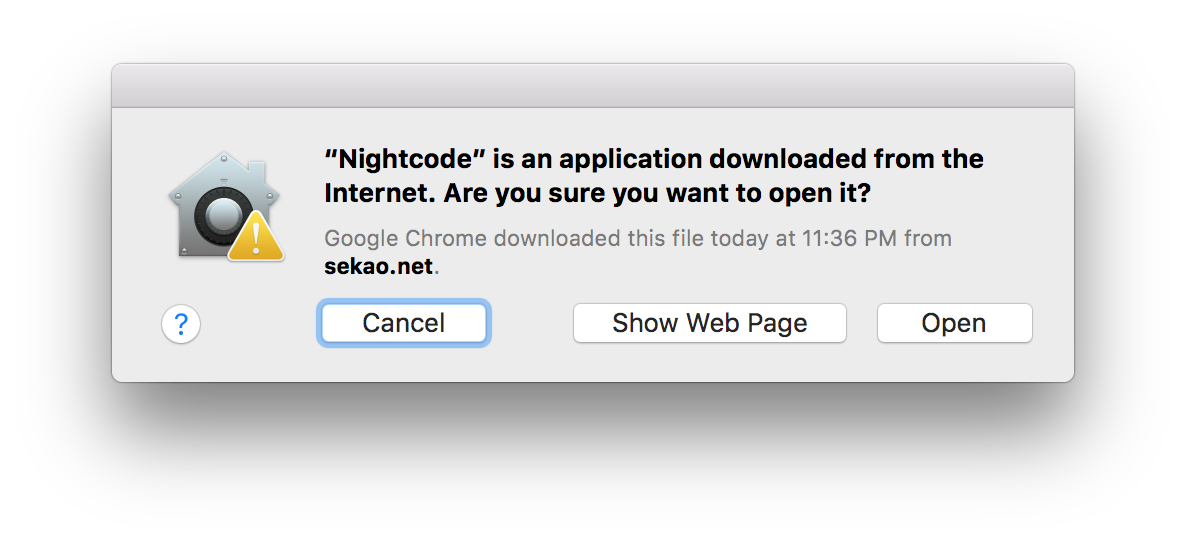 “Nightcode” is an application downloaded from the
Internet. Are you sure you want to open it?
Google Chrome downloaded this file today at 11:36 PM from
sekao.net.
?
Cancel
Show Web Page
Open